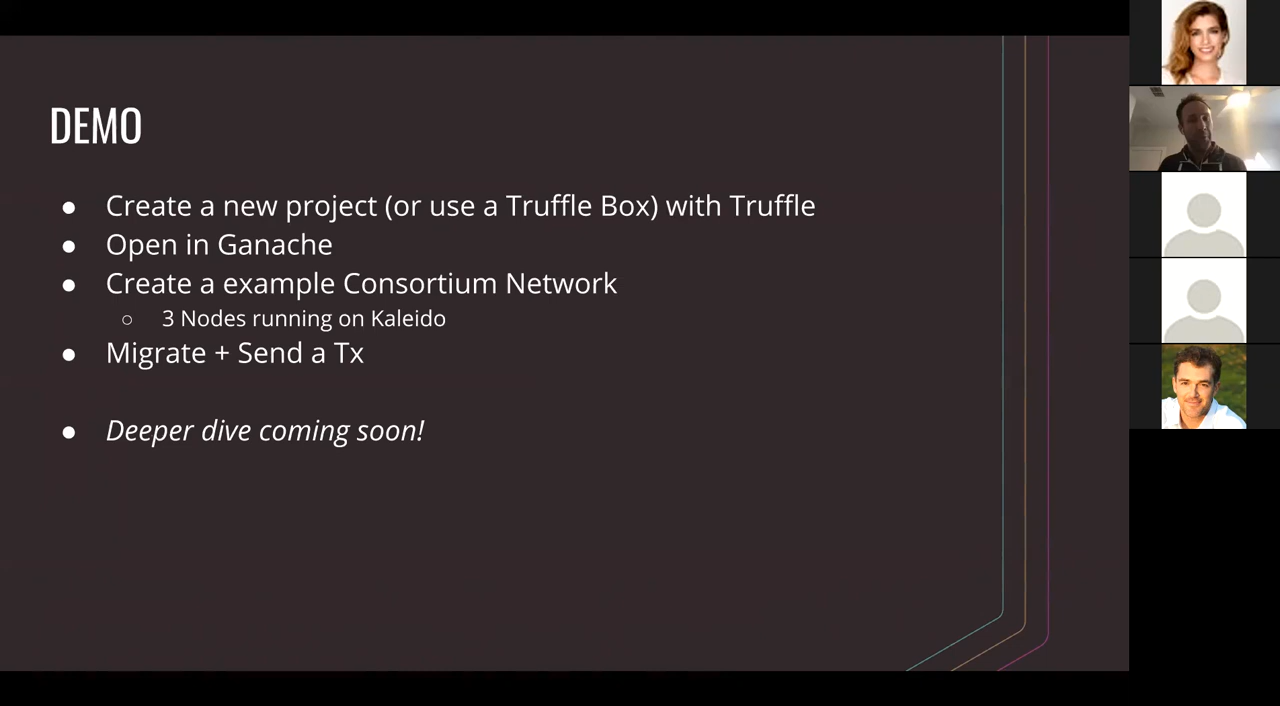 DEMO
● Create a new project (or use a Truffle Box) with Truffle
● Open in Ganache
● Create a example Consortium Network
○ 3 Nodes running on Kaleido
● Migrate + Send a Tx
● Deeper dive coming soon!